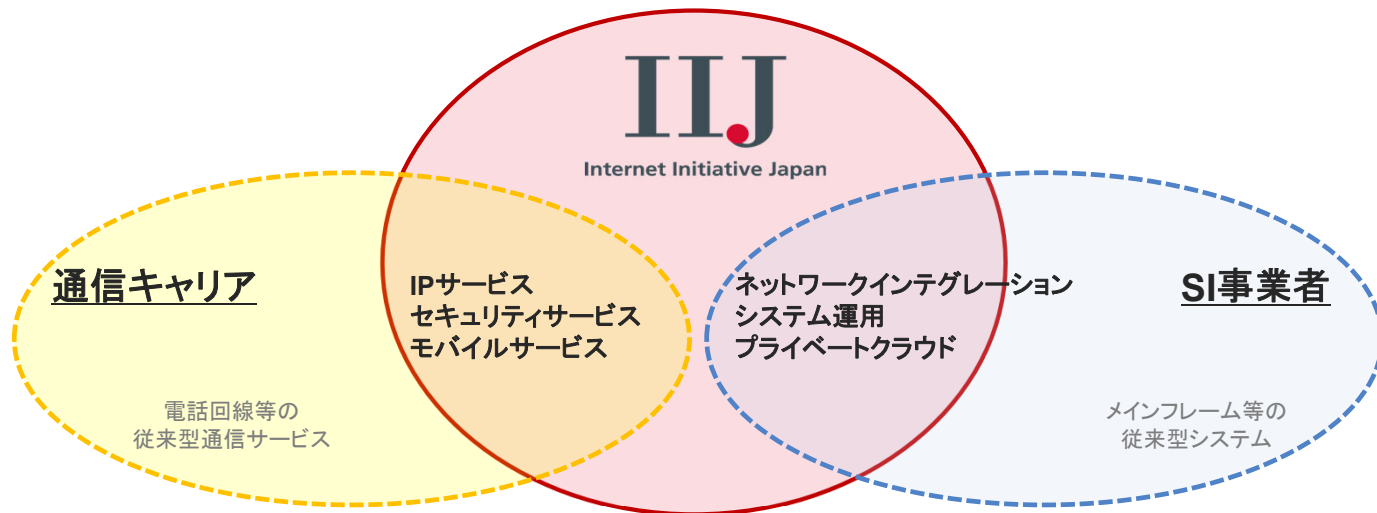 IIJ
Internet Initiative Japan
通信キャリア
IPサービス
セキュリティサービス
モバイルサービス
電話回線等の
従来型通信サービス
ネットワークインテグレーション
システム運用
プライベートクラウド
SI事業者
メインフレーム等の
従来型システム